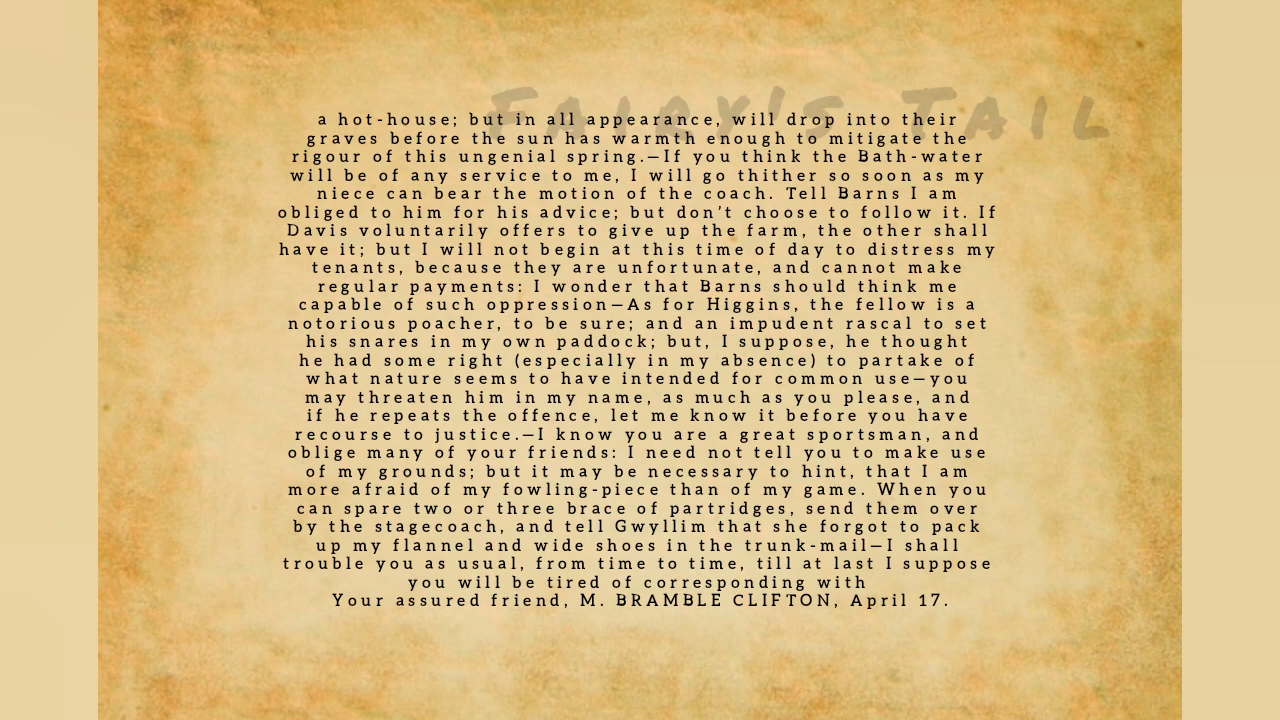 FAIRY'S TAIL
a hot-house; but in all appearance, will drop into their
graves before the sun has warmth enough to mitigate the
rigour of this ungenial spring.—If you think the Bath-water
will be of any service to me, I will go thither so soon as my
niece can bear the motion of the coach. Tell Barns I am
obliged to him for his advice; but don't choose to follow it. If
Davis voluntarily offers to give up the farm, the other shall
have it; but I will not begin at this time of day to distress my
tenants, because they are unfortunate, and cannot make
regular payments: I wonder that Barns should think me
capable of such oppression—As for Higgins, the fellow is a
notorious poacher, to be sure; and an impudent rascal to set
his snares in my own paddock; but, I suppose, he thought
he had some right (especially in my absence) to partake of
what nature seems to have intended for common use—you
may threaten him in my name, as much as you please, and
if he repeats the offence, let me know it before you have
recourse to justice.—I know you are a great sportsman, and
oblige many of your friends: I need not tell you to make use
of my grounds; but it may be necessary to hint, that I am
more afraid of my fowling-piece than of my game. When you
can spare two or three brace of partridges, send them over
by the stagecoach, and tell Gwyllim that she forgot to pack
up my flannel and wide shoes in the trunk-mail—I shall
trouble you as usual, from time to time, till at last I suppose
you will be tired of corresponding with
Your assured friend, M. BRAMBLE CLIFTON, April 17.